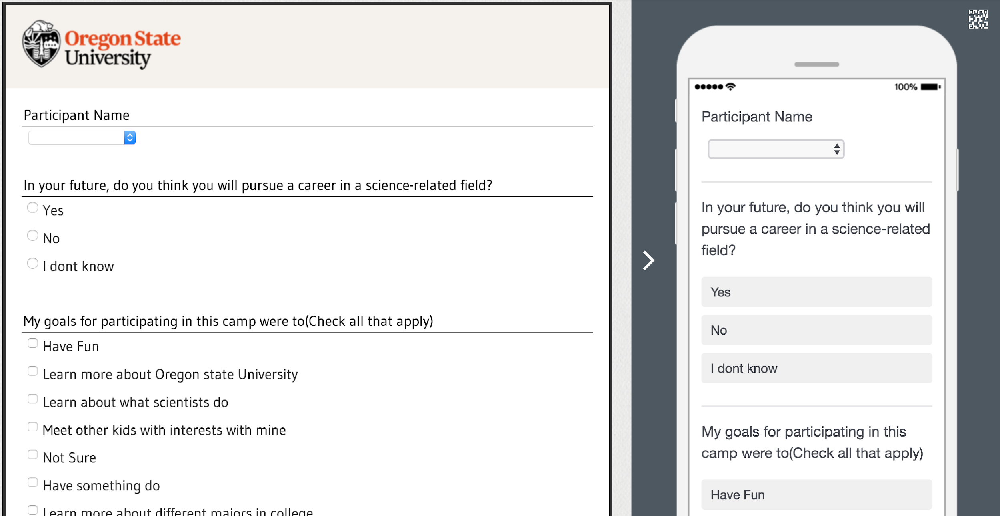 Oregon State
University
Participant Name
In your future, do you think you will pursue a career in a science-related field?
Yes
No
I dont know
My goals for participating in this camp were to(Check all that apply)
Have Fun
Learn more about Oregon state University
Learn about what scientists do
Meet other kids with interests with mine
Not Sure
Have something do
Learn more about different majors in college
100%
Participant Name
In your future, do you think you will
pursue a career in a science-related
field?
Yes
No
I dont know
My goals for participating in this
camp were to(Check all that apply)
Have Fun